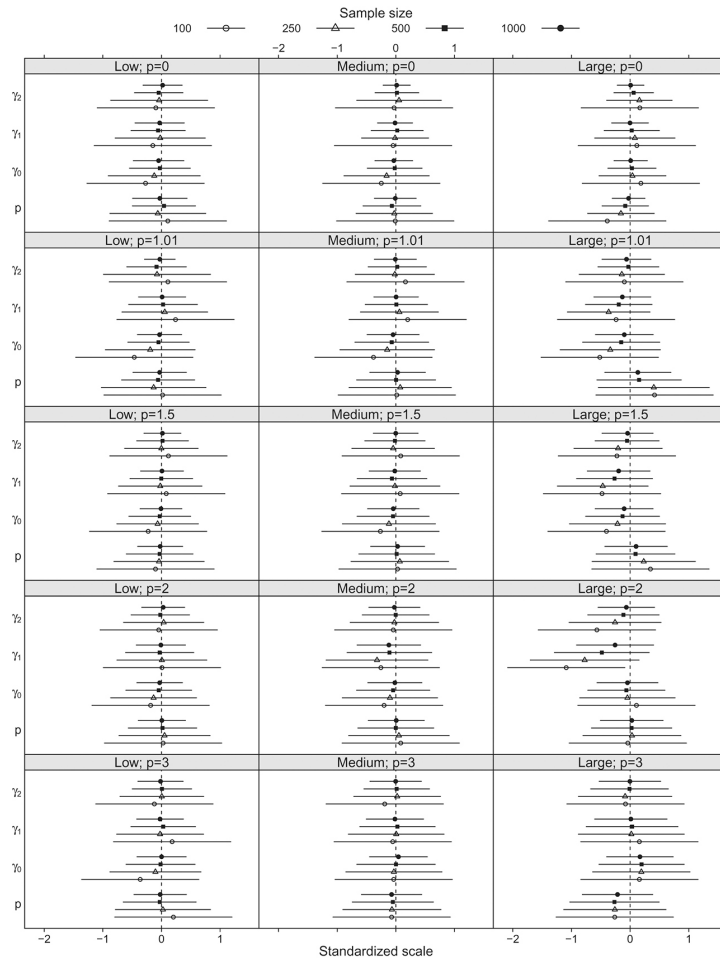 Sample size
100 250 500 1000
−2 −1 0 1
Low; p=0 Medium; p=0 Large; p=0
γ2
γ1
γ0
p
Low; p=1.01 Medium; p=1.01 Large; p=1.01
γ2
γ1
γ0
p
Low; p=1.5 Medium; p=1.5 Large; p=1.5
γ2
γ1
γ0
p
Low; p=2 Medium; p=2 Large; p=2
γ2
γ1
γ0
p
Low; p=3 Medium; p=3 Large; p=3
γ2
γ1
γ0
p
−2 −1 0 1 −2 −1 0 1
Standardized scale